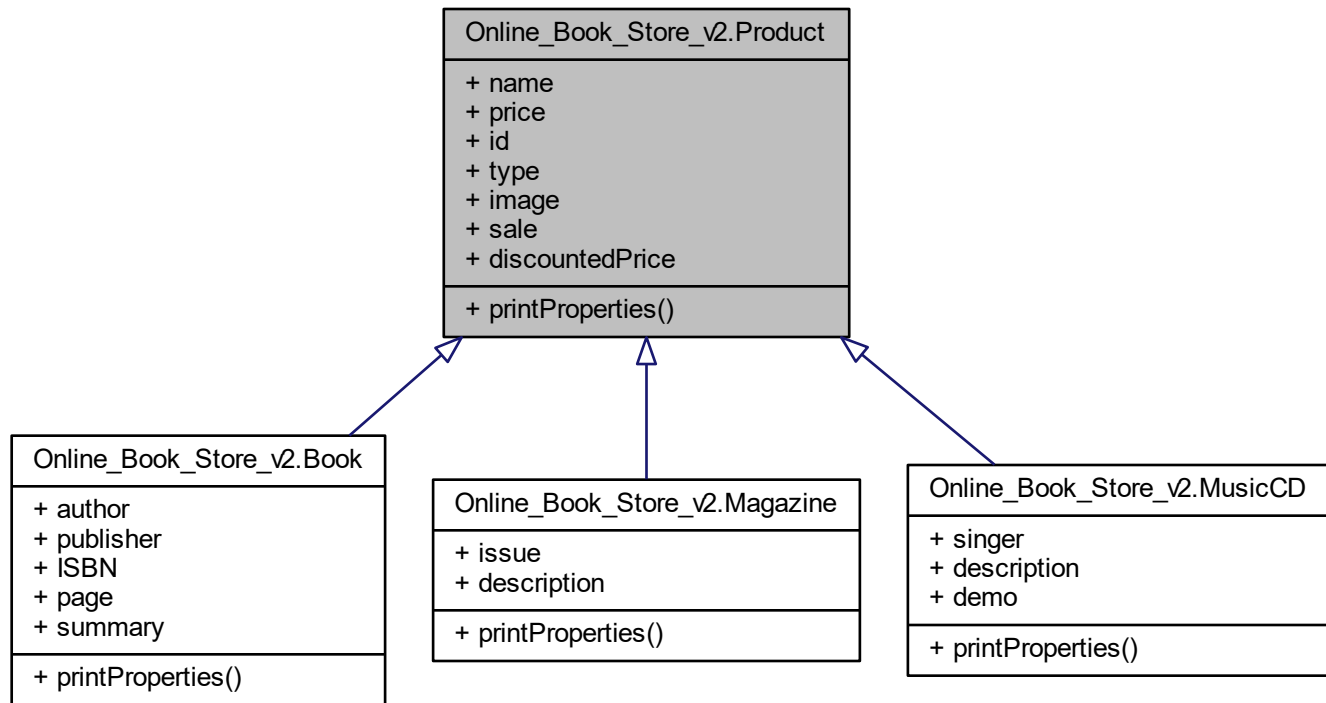 Online_Book_Store_v2.Product
+ name
+ price
+ id
+ type
+ image
+ sale
+ discountedPrice
+ printProperties()
Online_Book_Store_v2.Book
+ author
+ publisher
+ ISBN
+ page
+ summary
+ printProperties()
Online_Book_Store_v2.Magazine
+ issue
+ description
+ printProperties()
Online_Book_Store_v2.MusicCD
+ singer
+ description
+ demo
+ printProperties()